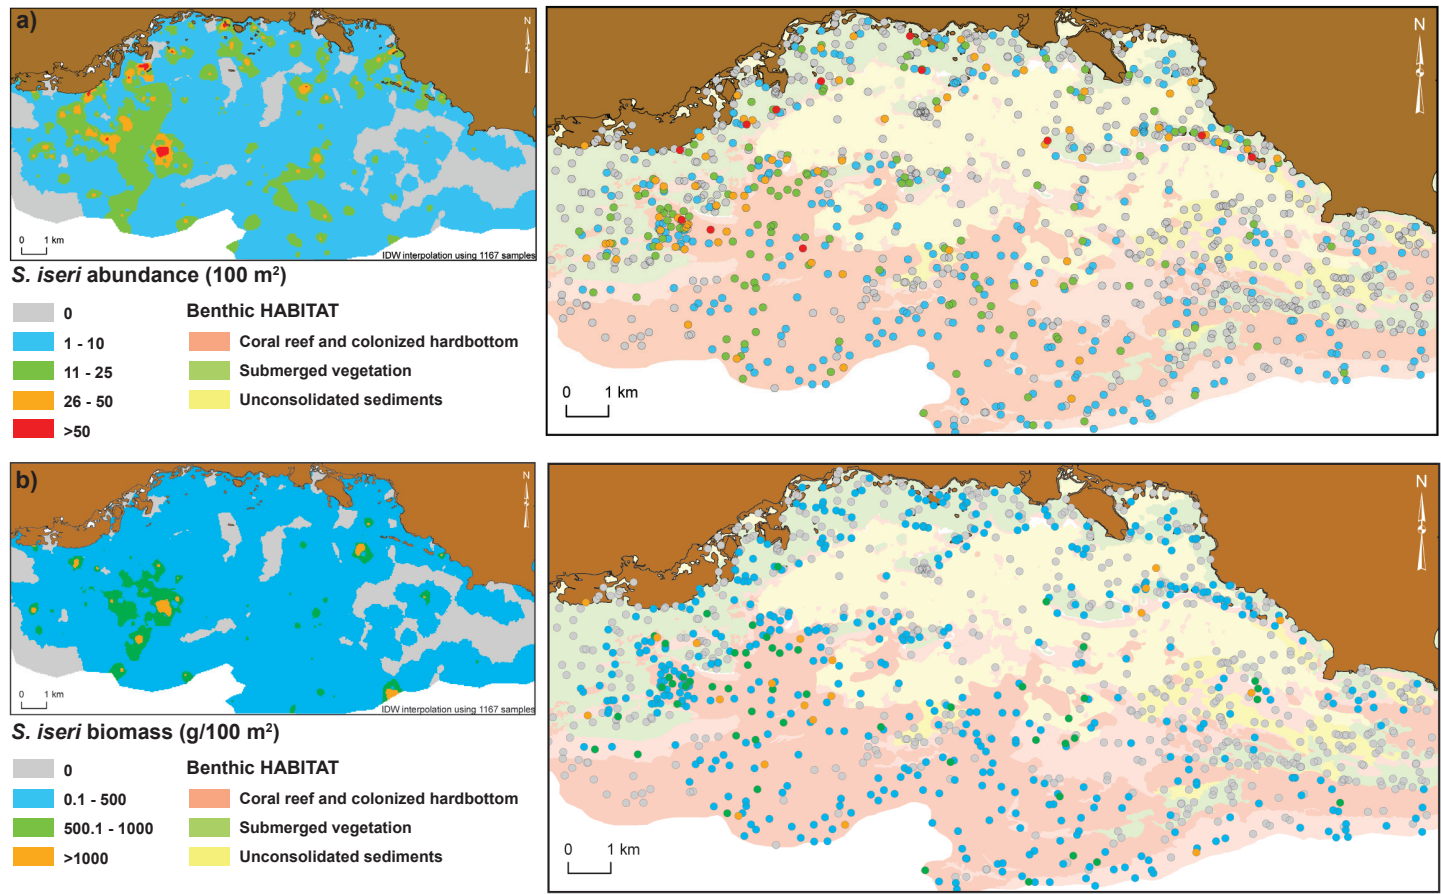 a)
N
0 1 km
IDW interpolation using 1167 samples
S. iseri abundance (100 m²)
0
1 - 10
11 - 25
26 - 50
>50
Benthic HABITAT
Coral reef and colonized hardbottom
Submerged vegetation
Unconsolidated sediments
N
0 1 km
b)
N
0 1 km
IDW interpolation using 1167 samples
S. iseri biomass (g/100 m²)
0
0.1 - 500
500.1 - 1000
>1000
Benthic HABITAT
Coral reef and colonized hardbottom
Submerged vegetation
Unconsolidated sediments
N
0 1 km